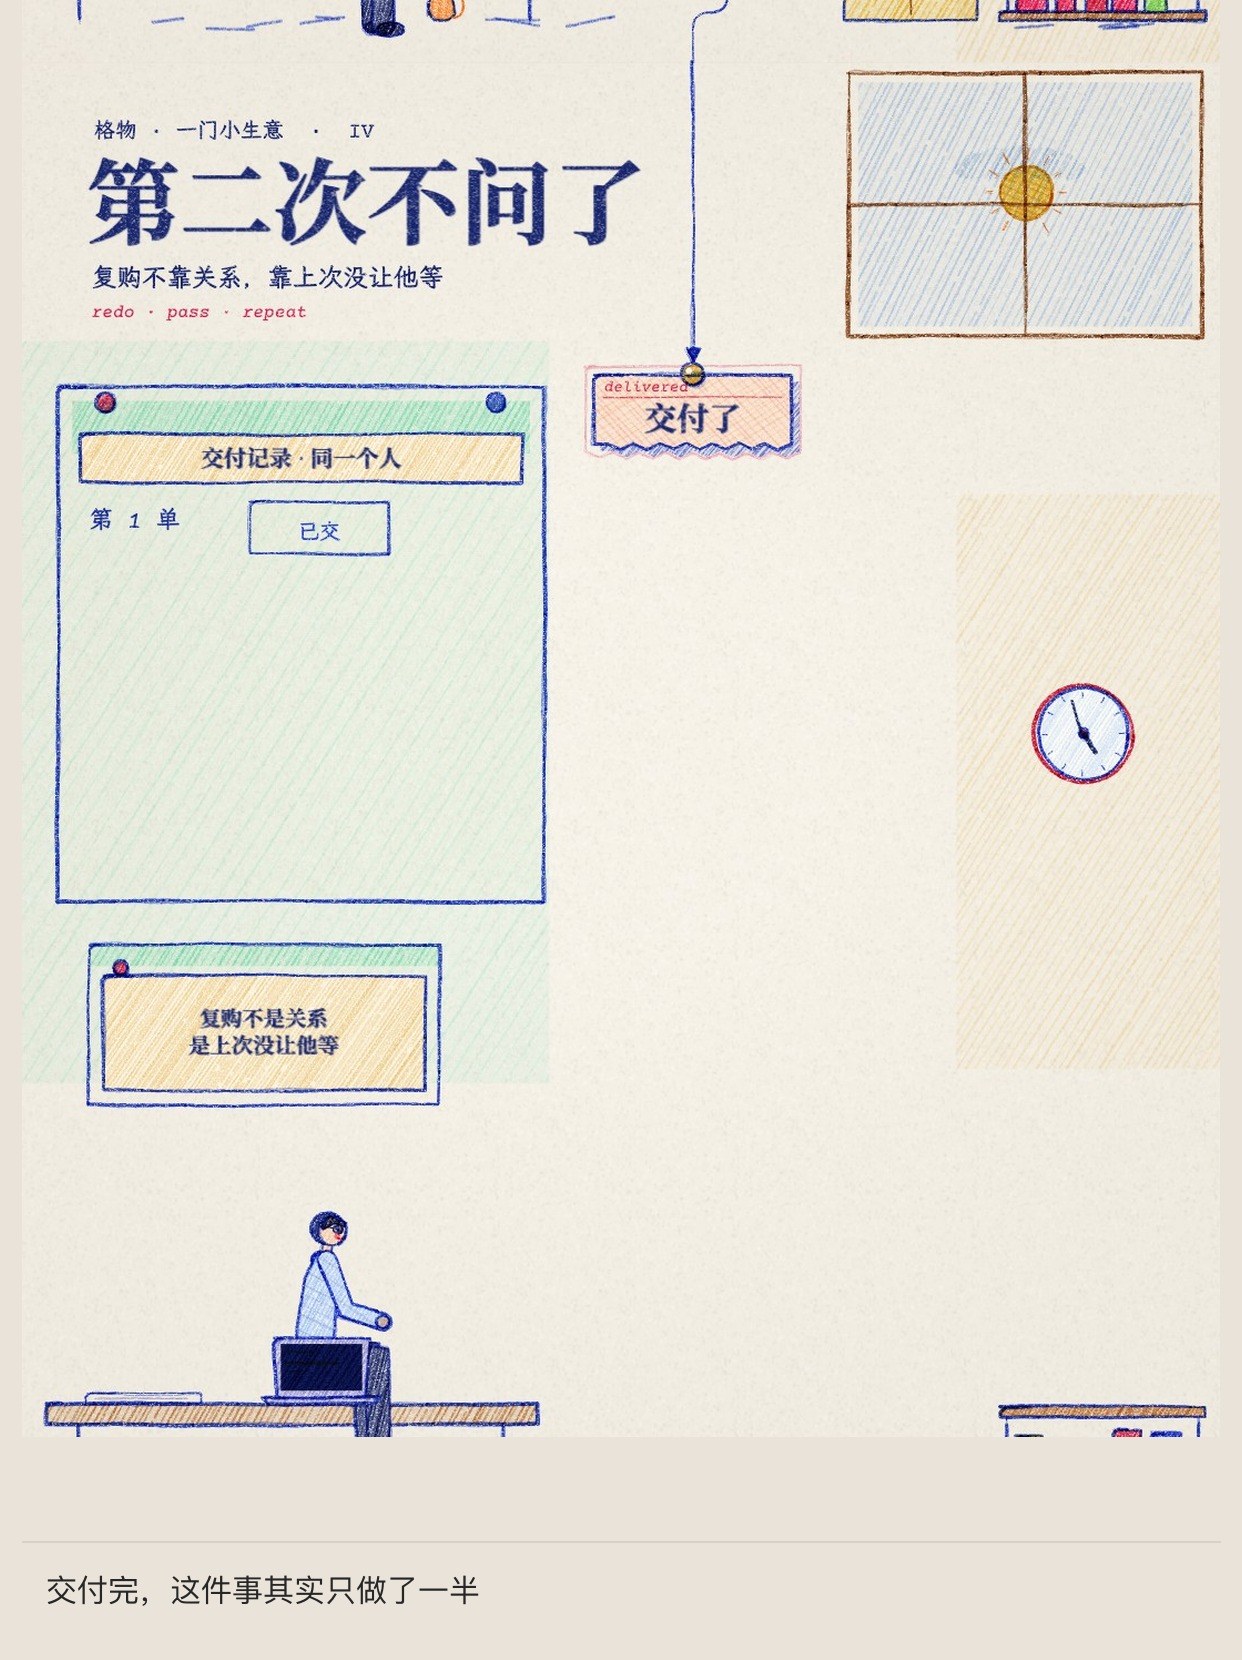 格物 · 一门小生意 · IV
第二次不问了
复购不靠关系，靠上次没让他等
redo · pass · repeat
delivered
交付了
交付记录 · 同一个人
第 1 单
已交
复购不是关系
是上次没让他等
交付完，这件事其实只做了一半